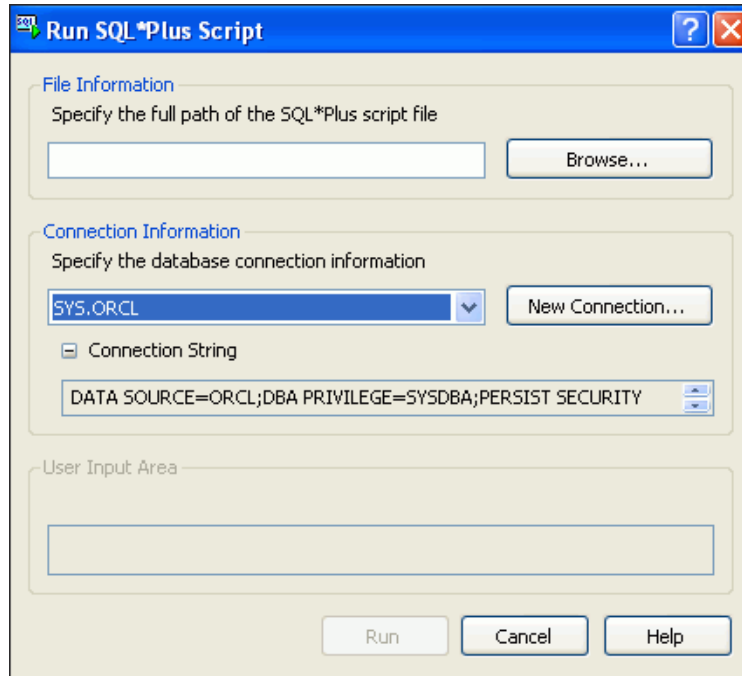 Run SQL*Plus Script
File Information
Specify the full path of the SQL*Plus script file
Browse...
Connection Information
Specify the database connection information
SYS.ORCL
New Connection...
Connection String
DATA SOURCE=ORCL;DBA PRIVILEGE=SYSDBA;PERSIST SECURITY
User Input Area
Run Cancel Help